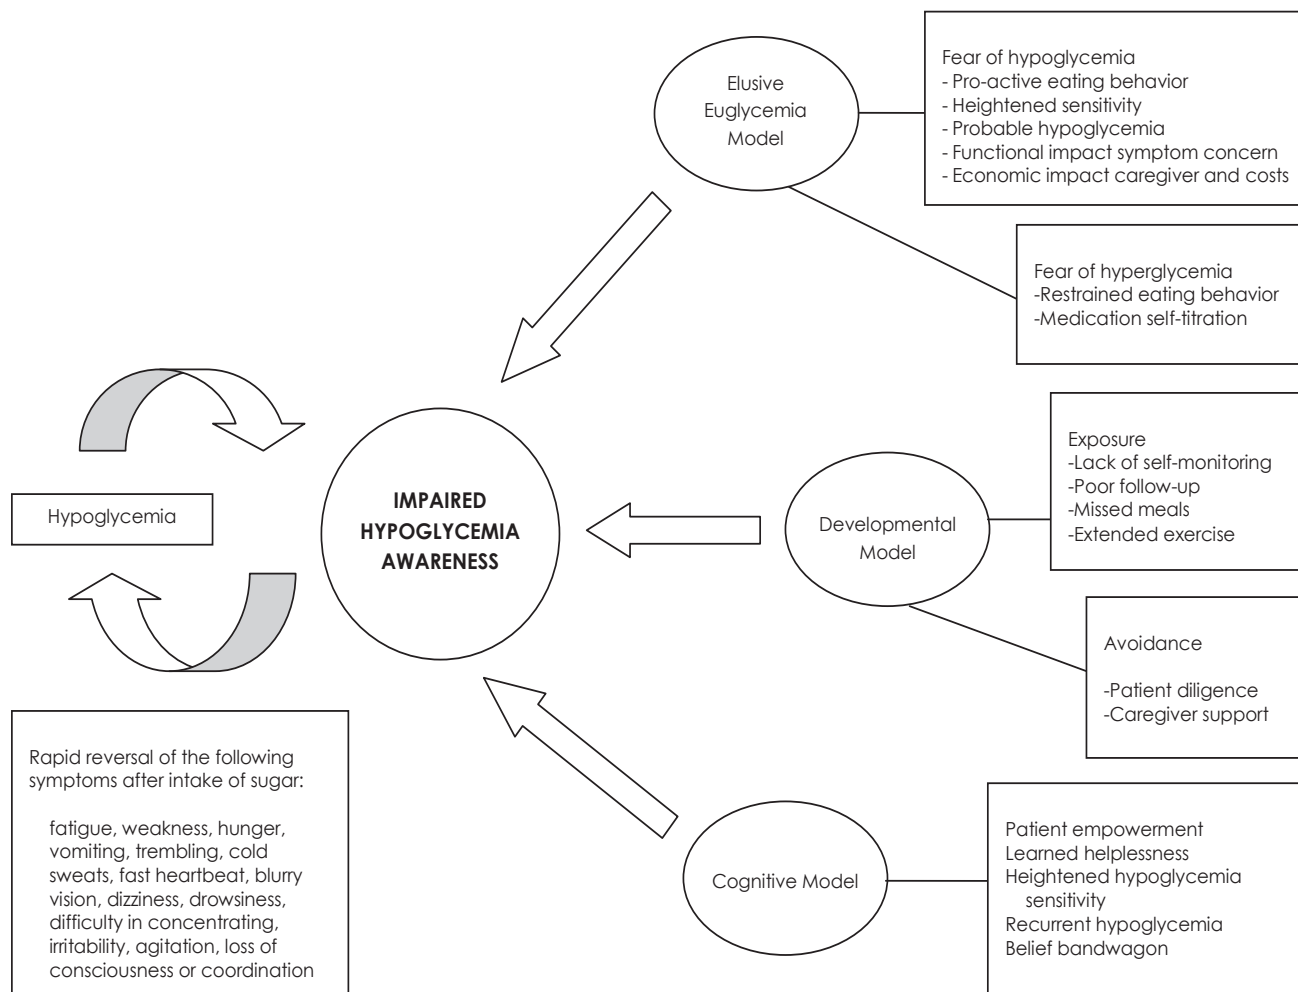 Elusive
Euglycemia
Model
Fear of hypoglycemia
- Pro-active eating behavior
- Heightened sensitivity
- Probable hypoglycemia
- Functional impact symptom concern
- Economic impact caregiver and costs
Fear of hyperglycemia
-Restrained eating behavior
-Medication self-titration
Hypoglycemia
IMPAIRED
HYPOGLYCEMIA
AWARENESS
Developmental
Model
Exposure
-Lack of self-monitoring
-Poor follow-up
-Missed meals
-Extended exercise
Avoidance
-Patient diligence
-Caregiver support
Rapid reversal of the following
symptoms after intake of sugar:
fatigue, weakness, hunger,
vomiting, trembling, cold
sweats, fast heartbeat, blurry
vision, dizziness, drowsiness,
difficulty in concentrating,
irritability, agitation, loss of
consciousness or coordination
Cognitive Model
Patient empowerment
Learned helplessness
Heightened hypoglycemia
sensitivity
Recurrent hypoglycemia
Belief bandwagon